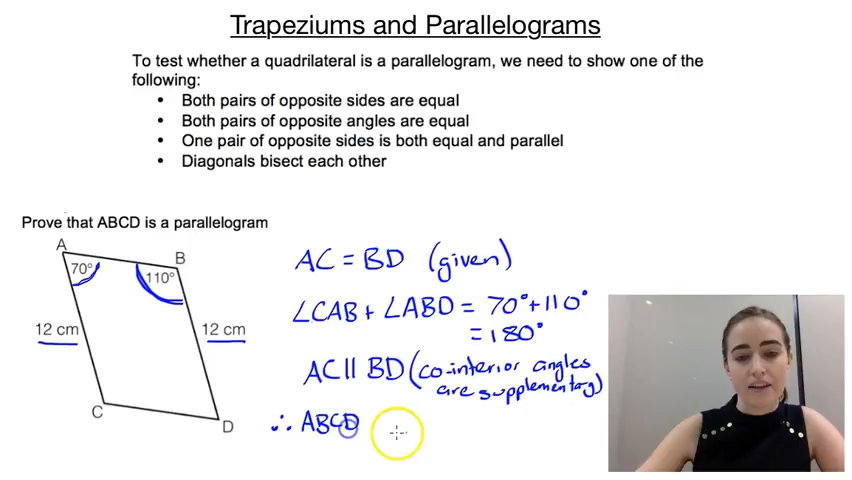 Trapeziums and Parallelograms
To test whether a quadrilateral is a parallelogram, we need to show one of the
following:
• Both pairs of opposite sides are equal
• Both pairs of opposite angles are equal
• One pair of opposite sides is both equal and parallel
• Diagonals bisect each other
Prove that ABCD is a parallelogram
A
B
70°
110°
12 cm
12 cm
C
D
AC = BD (given)
∠CAB + ∠ABD = 70° + 110°
= 180°
AC || BD (co-interior angles
are supplementary)
∴ ABCD